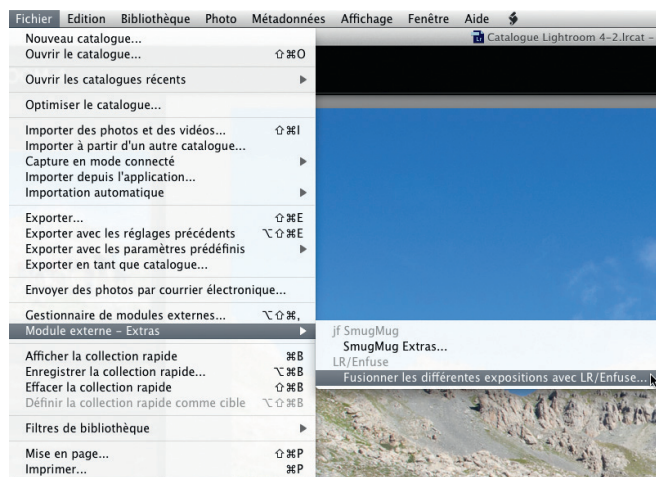 Fichier Edition Bibliothèque Photo Métadonnées Affichage Fenêtre Aide
Catalogue Lightroom 4-2.lrcat –
Nouveau catalogue...
Ouvrir le catalogue... ⇧⌘O
Ouvrir les catalogues récents ▶
Optimiser le catalogue...
Importer des photos et des vidéos... ⇧⌘I
Importer à partir d'un autre catalogue...
Capture en mode connecté ▶
Importer depuis l'application...
Importation automatique ▶
Exporter... ⇧⌘E
Exporter avec les réglages précédents ⌥⇧⌘E
Exporter avec les paramètres prédéfinis ▶
Exporter en tant que catalogue...
Envoyer des photos par courrier électronique...
Gestionnaire de modules externes... ⌥⇧⌘,
Module externe – Extras ▶
jf SmugMug
SmugMug Extras...
LR/Enfuse
Fusionner les différentes expositions avec LR/Enfuse...
Afficher la collection rapide ⌘B
Enregistrer la collection rapide... ⌥⌘B
Effacer la collection rapide ⇧⌘B
Définir la collection rapide comme cible ⌥⇧⌘B
Filtres de bibliothèque ▶
Mise en page... ⇧⌘P
Imprimer... ⌘P